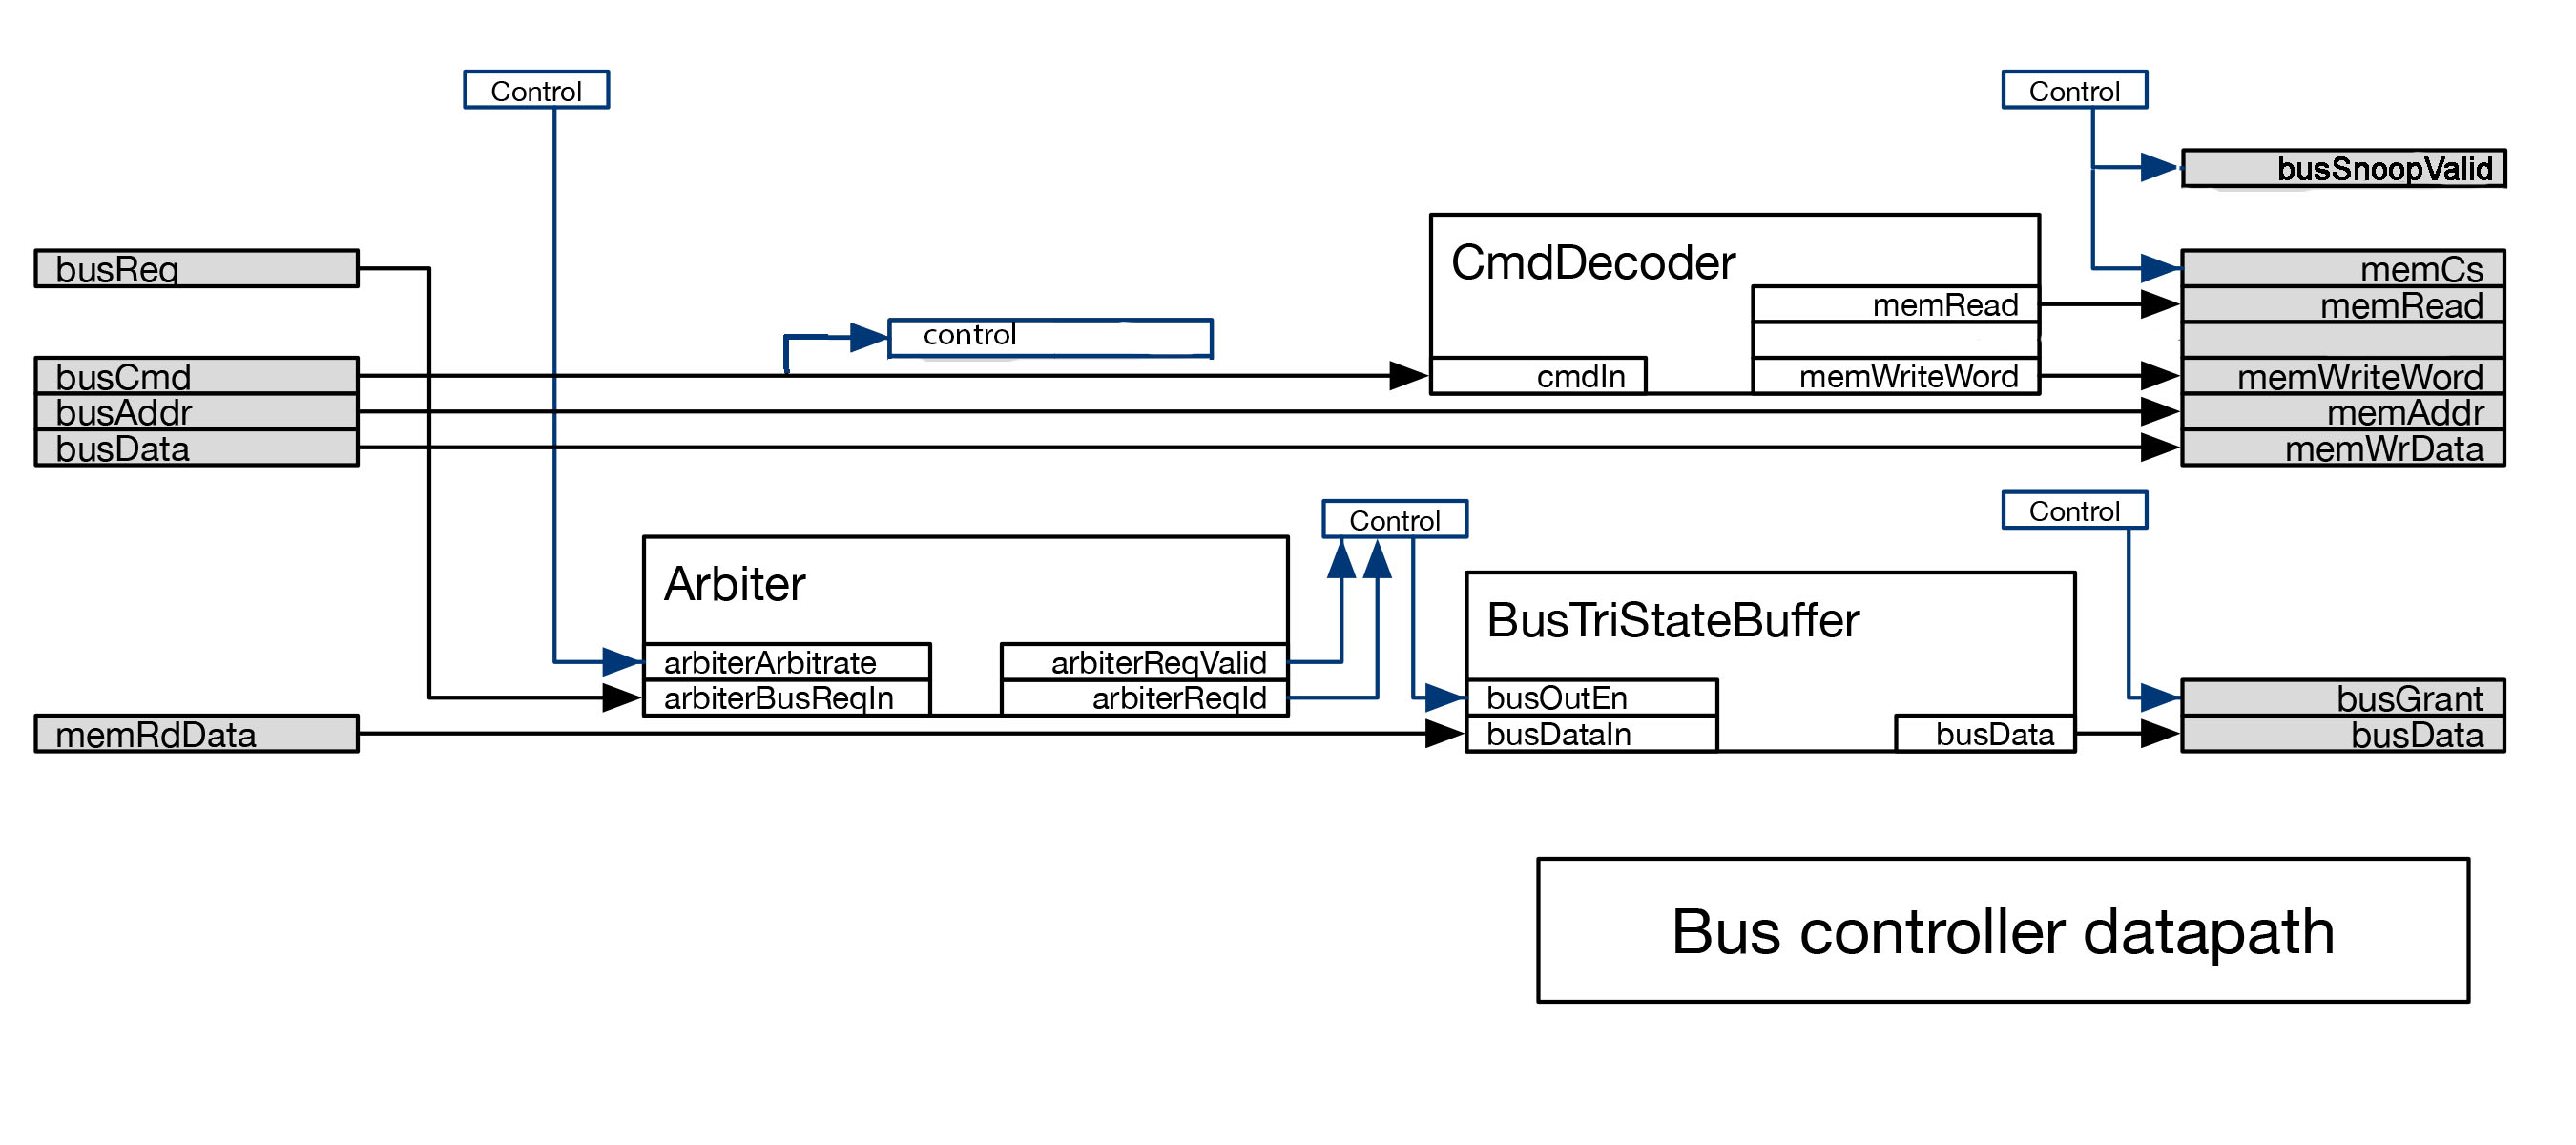 Control
Control
busSnoopValid
busReq
CmdDecoder
memCs
memRead
memRead
control
busCmd
cmdIn
memWriteWord
memWriteWord
busAddr
memAddr
busData
memWrData
Control
Control
Arbiter
BusTriStateBuffer
arbiterArbitrate
arbiterReqValid
arbiterBusReqIn
arbiterReqId
busOutEn
busGrant
memRdData
busDataIn
busData
busData
Bus controller datapath